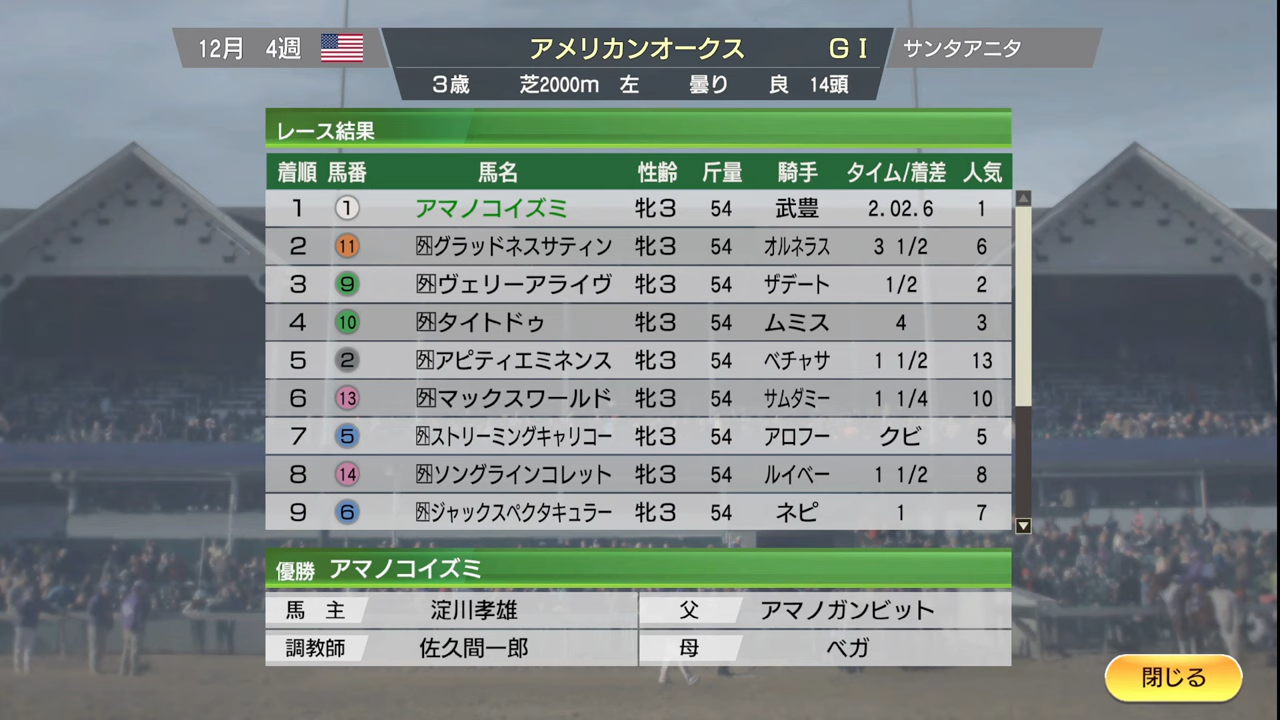 12月 4週 アメリカンオークス GⅠ サンタアニタ
3歳 芝2000m 左 曇り 良 14頭
レース結果
着順 馬番 馬名 性齢 斤量 騎手 タイム/着差 人気
1 1 アマノコイズミ 牝3 54 武豊 2.02.6 1
2 11 外グラッドネスサティン 牝3 54 オルネラス 3 1/2 6
3 9 外ヴェリーアライヴ 牝3 54 ザデート 1/2 2
4 10 外タイトドゥ 牝3 54 ムミス 4 3
5 2 外アピティエミネンス 牝3 54 ベチャサ 1 1/2 13
6 13 外マックスワールド 牝3 54 サムダミー 1 1/4 10
7 5 外ストリーミングキャリコー 牝3 54 アロフー クビ 5
8 14 外ソングラインコレット 牝3 54 ルイベー 1 1/2 8
9 6 外ジャックスペクタキュラー 牝3 54 ネピ 1 7
優勝 アマノコイズミ
馬主 淀川孝雄 父 アマノガンビット
調教師 佐久間一郎 母 ベガ
閉じる